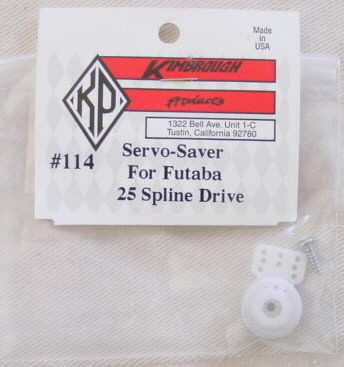 Made
in
USA
KP
KIMBROUGH
Products
1322 Bell Ave. Unit 1-C
Tustin, California 92780
#114
Servo-Saver
For Futaba
25 Spline Drive